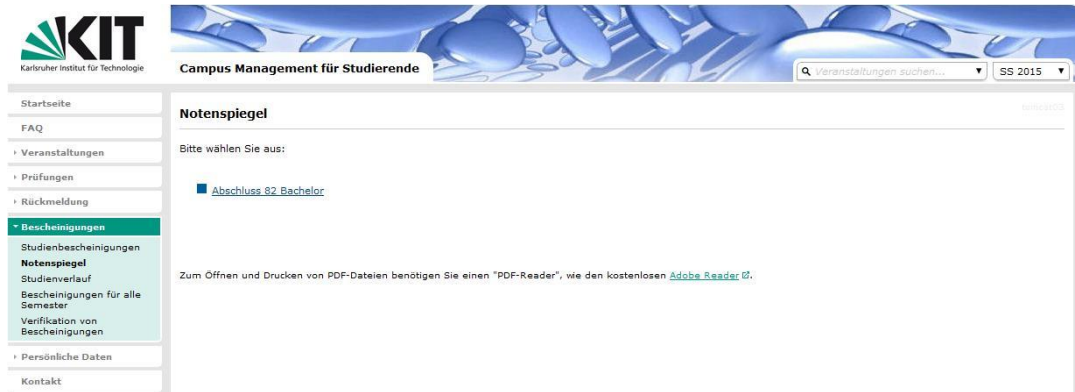 KIT
Karlsruher Institut für Technologie
Campus Management für Studierende
Veranstaltungen suchen...
SS 2015
Startseite
FAQ
Veranstaltungen
Prüfungen
Rückmeldung
Bescheinigungen
Studienbescheinigungen
Notenspiegel
Studienverlauf
Bescheinigungen für alle
Semester
Verifikation von
Bescheinigungen
Persönliche Daten
Kontakt
Notenspiegel
Bitte wählen Sie aus:
Abschluss 82 Bachelor
Zum Öffnen und Drucken von PDF-Dateien benötigen Sie einen "PDF-Reader", wie den kostenlosen Adobe Reader.